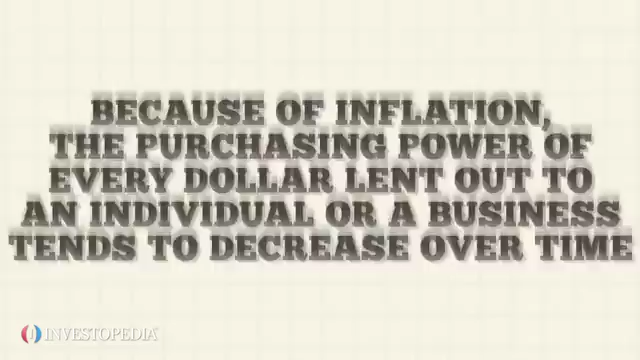 BECAUSE OF INFLATION,
THE PURCHASING POWER OF
EVERY DOLLAR LENT OUT TO
AN INDIVIDUAL OR A BUSINESS
TENDS TO DECREASE OVER TIME
INVESTOPEDIA